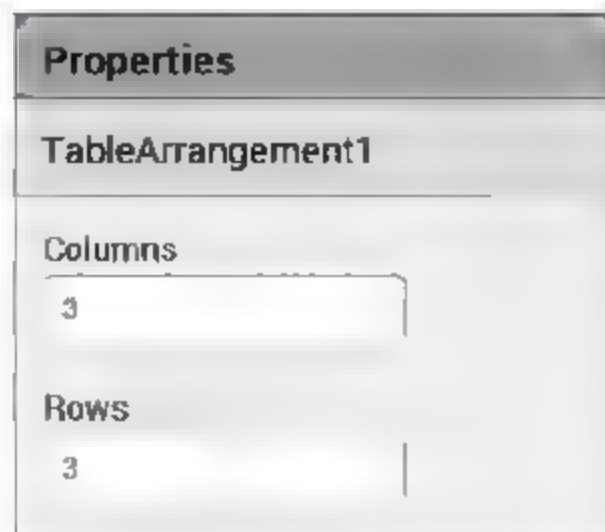 Properties
TableArrangement1
Columns
3
Rows
3